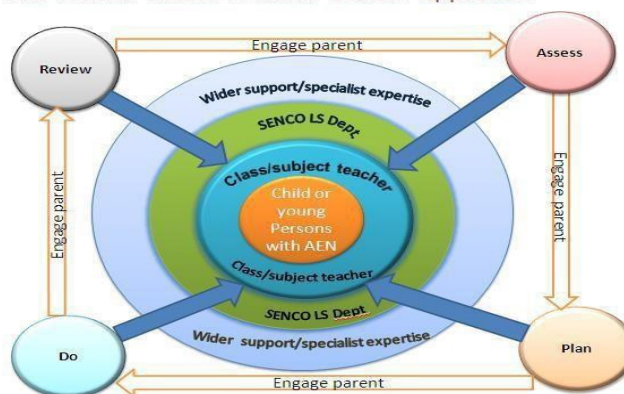 Engage parent
Review
Assess
Wider support/specialist expertise
SENCO LS Dept,
Class/subject teacher
Child or
young
Persons
with AEN
Engage parent
Engage parent
Class/subject teacher
SENCO LS Dept
Wider support/specialist expertise
Do
Plan
Engage parent